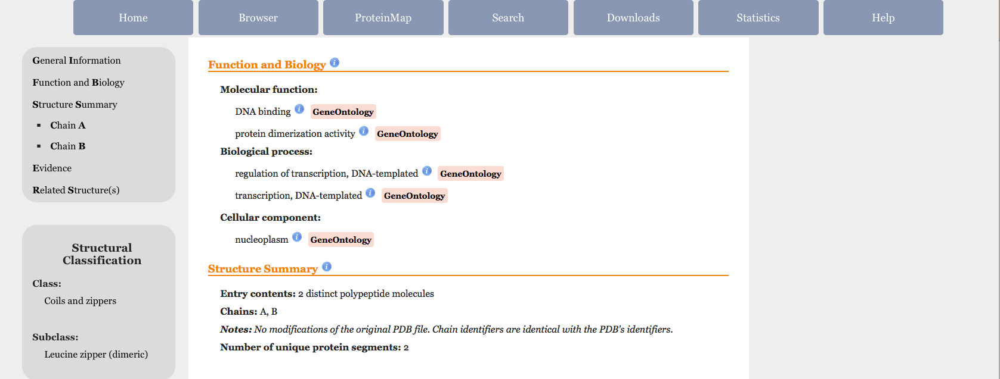 Home Browser ProteinMap Search Downloads Statistics Help
General Information
Function and Biology
Structure Summary
Chain A
Chain B
Evidence
Related Structure(s)
Structural
Classification
Class:
Coils and zippers
Subclass:
Leucine zipper (dimeric)
Function and Biology
Molecular function:
DNA binding GeneOntology
protein dimerization activity GeneOntology
Biological process:
regulation of transcription, DNA-templated GeneOntology
transcription, DNA-templated GeneOntology
Cellular component:
nucleoplasm GeneOntology
Structure Summary
Entry contents: 2 distinct polypeptide molecules
Chains: A, B
Notes: No modifications of the original PDB file. Chain identifiers are identical with the PDB's identifiers.
Number of unique protein segments: 2